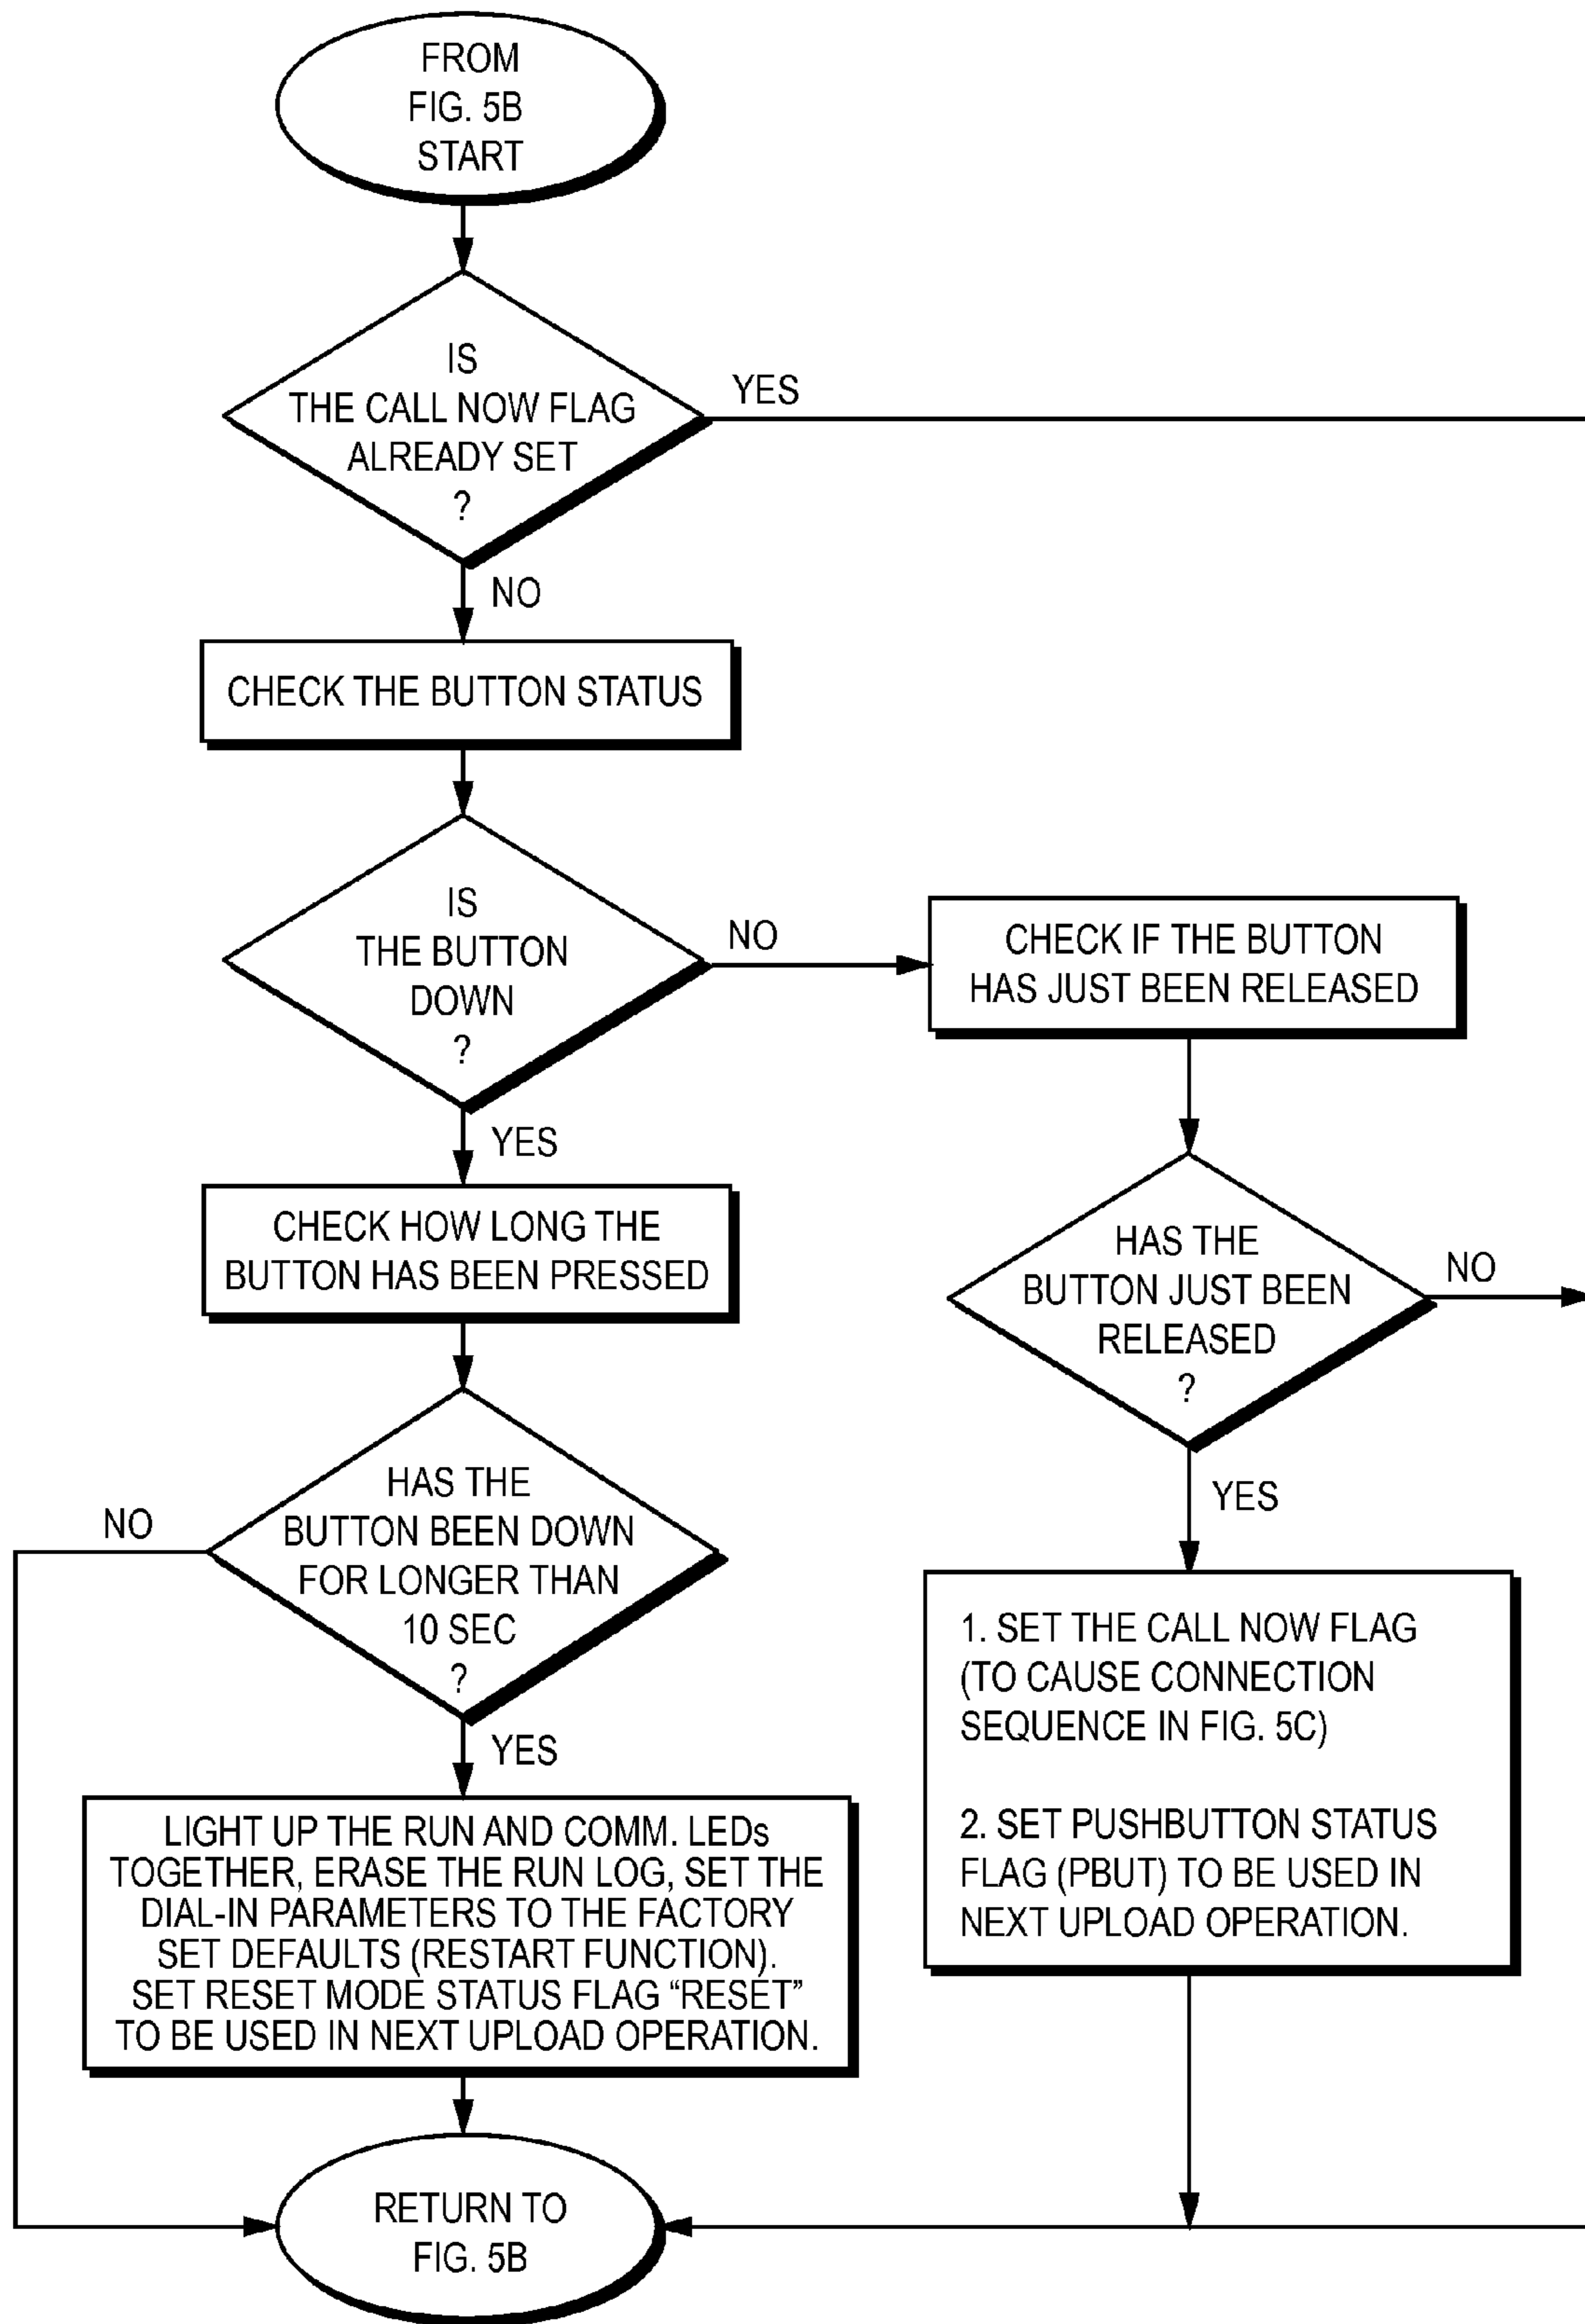 FROM
FIG. 5B
START
IS
THE CALL NOW FLAG
ALREADY SET
?
YES
NO
CHECK THE BUTTON STATUS
IS
THE BUTTON
DOWN
?
NO
CHECK IF THE BUTTON
HAS JUST BEEN RELEASED
YES
CHECK HOW LONG THE
BUTTON HAS BEEN PRESSED
HAS THE
BUTTON JUST BEEN
RELEASED
?
NO
YES
HAS THE
BUTTON BEEN DOWN
FOR LONGER THAN
10 SEC
?
NO
YES
1. SET THE CALL NOW FLAG
(TO CAUSE CONNECTION
SEQUENCE IN FIG. 5C)
2. SET PUSHBUTTON STATUS
FLAG (PBUT) TO BE USED IN
NEXT UPLOAD OPERATION.
LIGHT UP THE RUN AND COMM. LEDs
TOGETHER, ERASE THE RUN LOG, SET THE
DIAL-IN PARAMETERS TO THE FACTORY
SET DEFAULTS (RESTART FUNCTION).
SET RESET MODE STATUS FLAG “RESET”
TO BE USED IN NEXT UPLOAD OPERATION.
RETURN TO
FIG. 5B